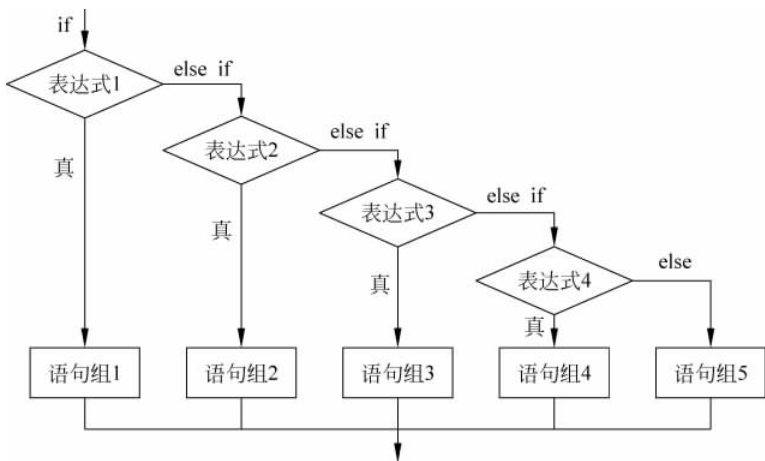 if
表达式1
else if
表达式2
else if
真
表达式3
else if
真
表达式4
else
真
真
语句组1
语句组2
语句组3
语句组4
语句组5